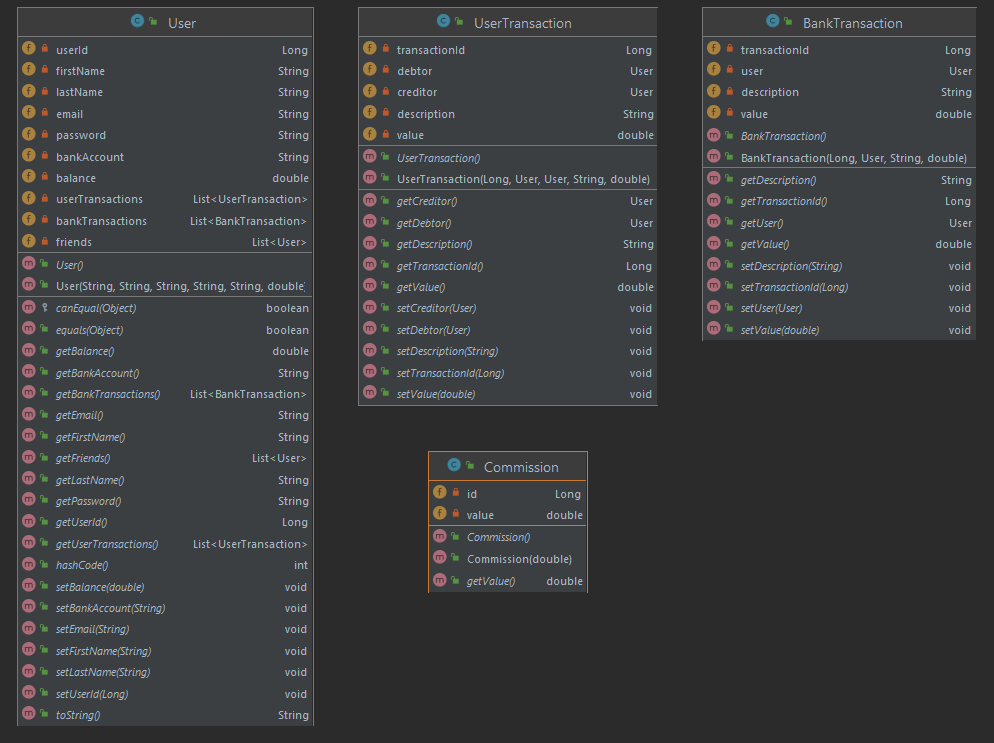 User
userId Long
firstName String
lastName String
email String
password String
bankAccount String
balance double
userTransactions List<UserTransaction>
bankTransactions List<BankTransaction>
friends List<User>
User()
User(String, String, String, String, String, double)
canEqual(Object) boolean
equals(Object) boolean
getBalance() double
getBankAccount() String
getBankTransactions() List<BankTransaction>
getEmail() String
getFirstName() String
getFriends() List<User>
getLastName() String
getPassword() String
getUserId() Long
getUserTransactions() List<UserTransaction>
hashCode() int
setBalance(double) void
setBankAccount(String) void
setEmail(String) void
setFirstName(String) void
setLastName(String) void
setUserId(Long) void
toString() String
UserTransaction
transactionId Long
debtor User
creditor User
description String
value double
UserTransaction()
UserTransaction(Long, User, User, String, double)
getCreditor() User
getDebtor() User
getDescription() String
getTransactionId() Long
getValue() double
setCreditor(User) void
setDebtor(User) void
setDescription(String) void
setTransactionId(Long) void
setValue(double) void
BankTransaction
transactionId Long
user User
description String
value double
BankTransaction()
BankTransaction(Long, User, String, double)
getDescription() String
getTransactionId() Long
getUser() User
getValue() double
setDescription(String) void
setTransactionId(Long) void
setUser(User) void
setValue(double) void
Commission
id Long
value double
Commission()
Commission(double)
getValue() double